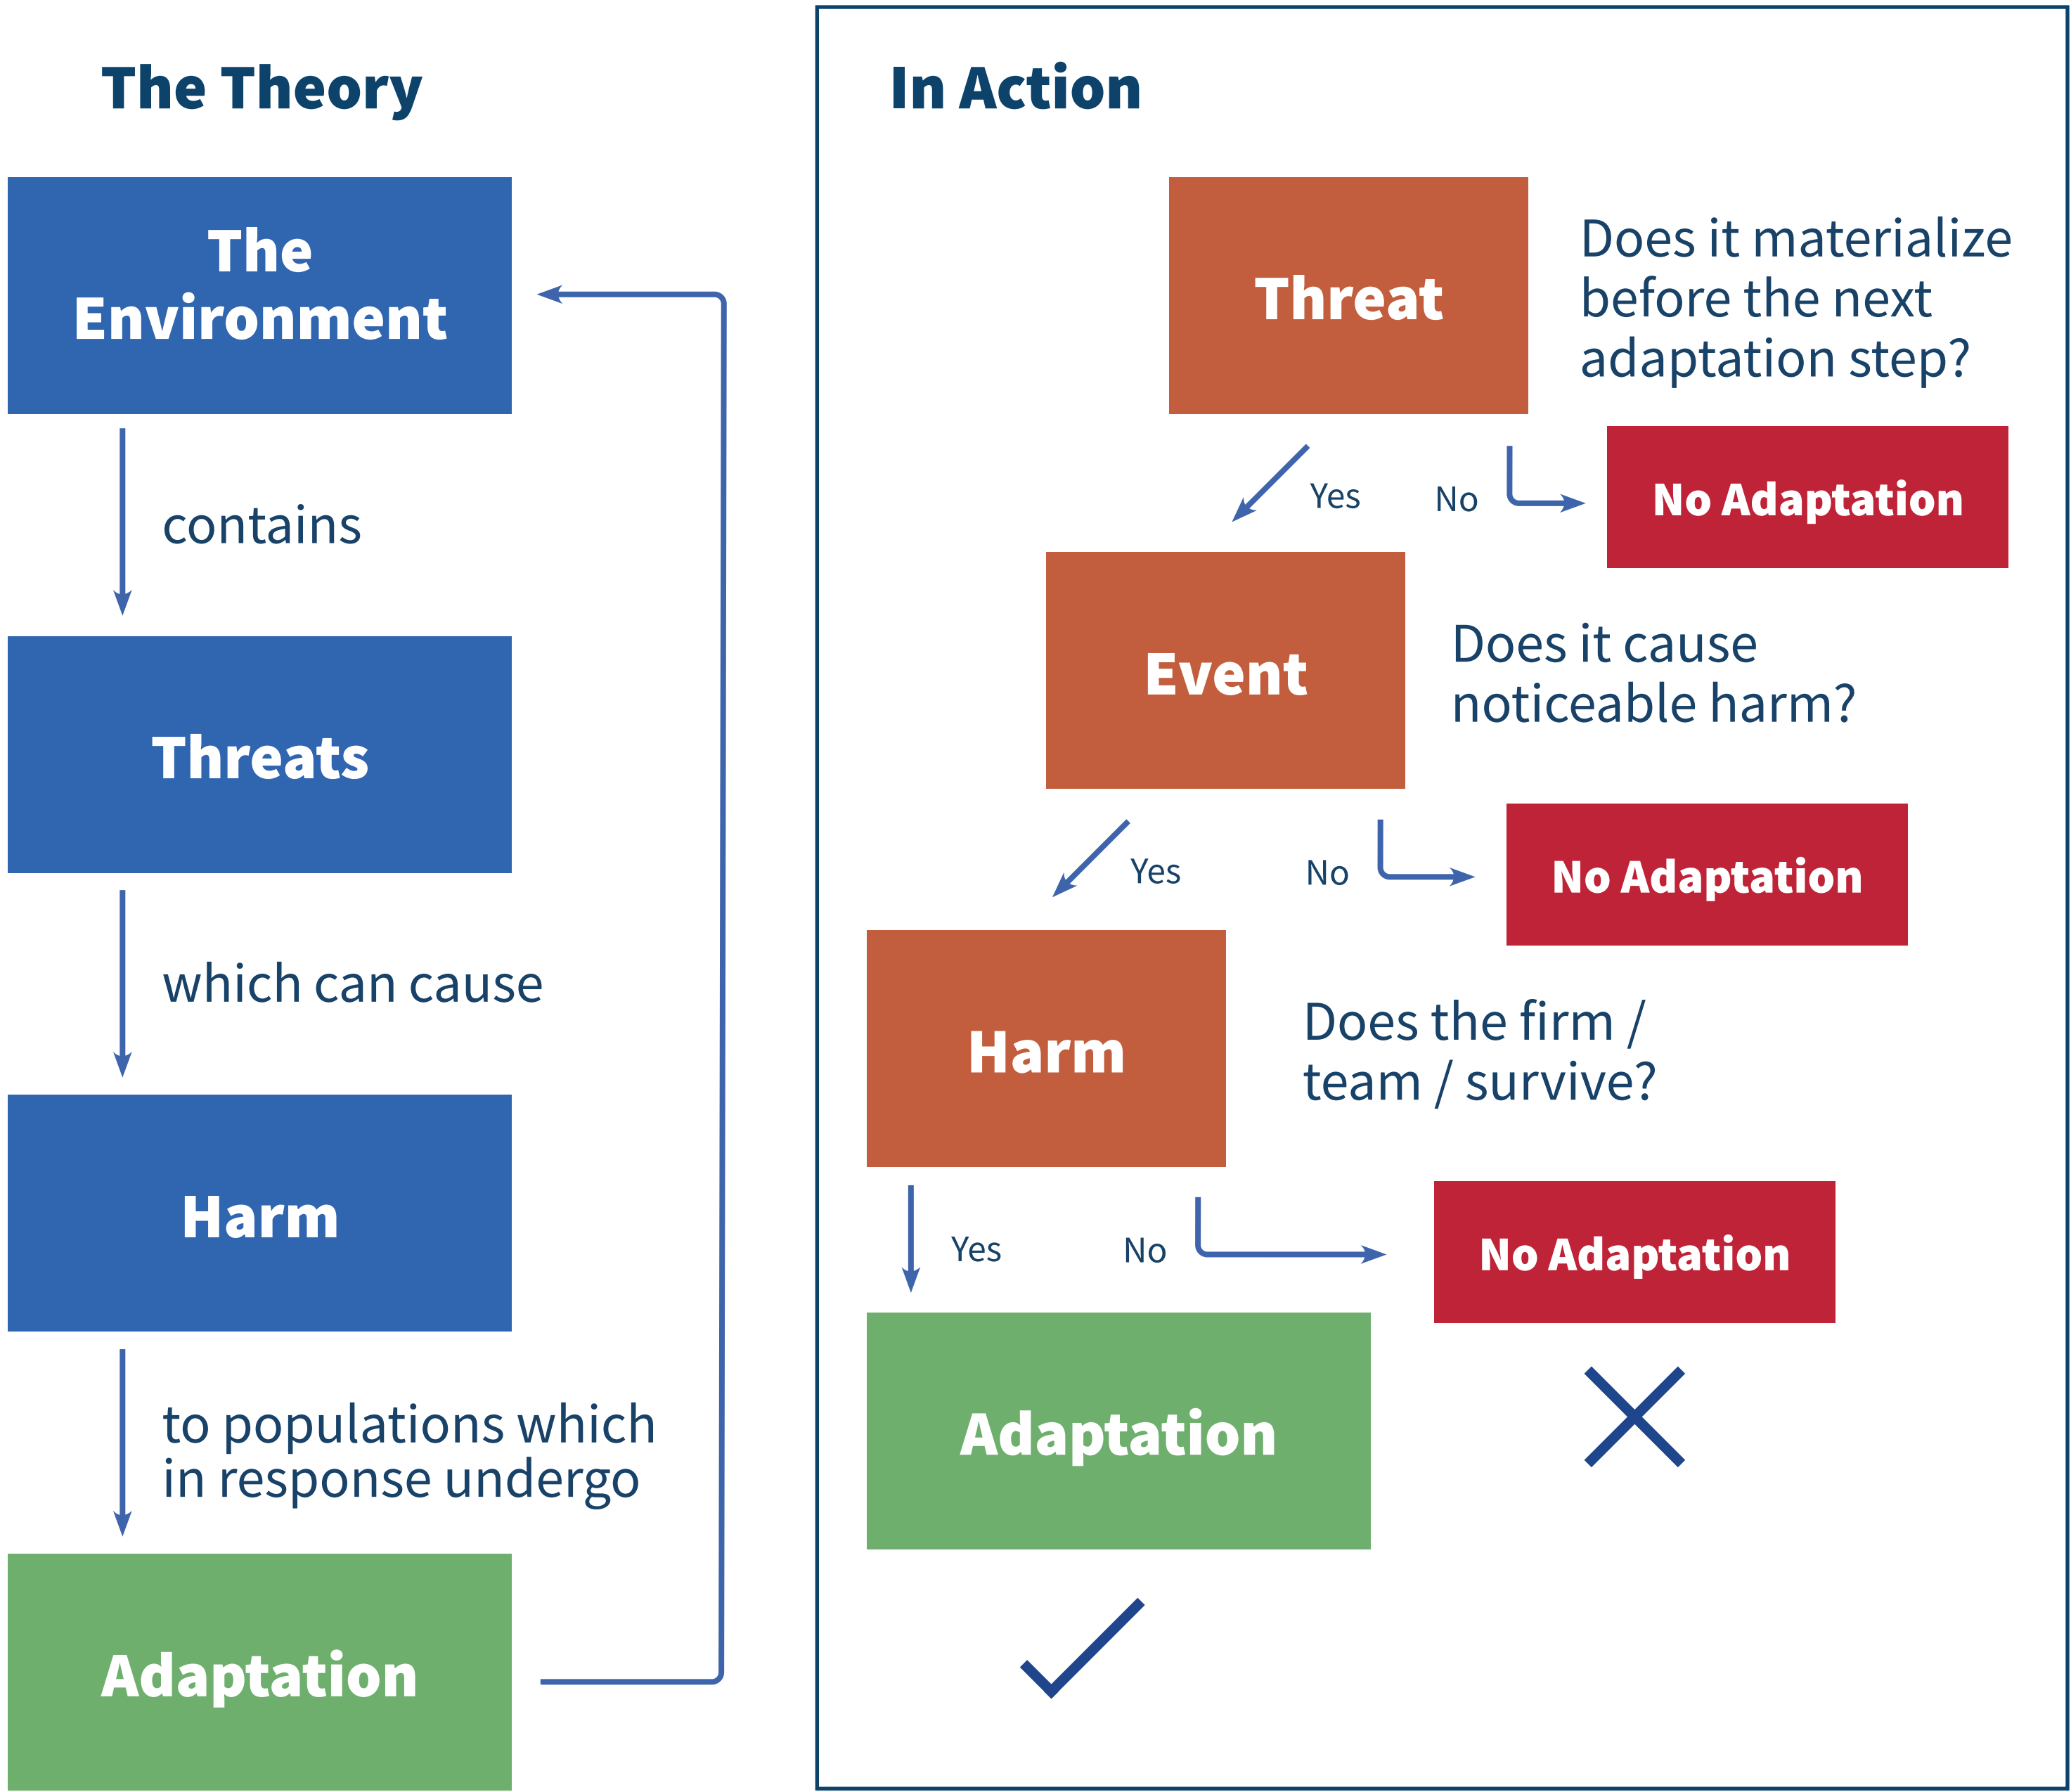 The Theory
The
Environment
contains
Threats
which can cause
Harm
to populations which
in response undergo
Adaptation
In Action
Threat
Does it materialize
before the next
adaptation step?
Yes
No
No Adaptation
Event
Does it cause
noticeable harm?
Yes
No
No Adaptation
Harm
Does the firm /
team / survive?
Yes
No
No Adaptation
Adaptation